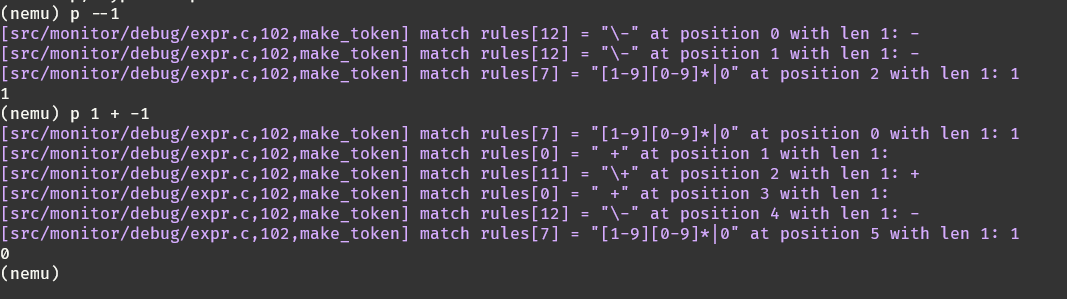 (nemu) p --1
[src/monitor/debug/expr.c,102,make_token] match rules[12] = "\-" at position 0 with len 1: -
[src/monitor/debug/expr.c,102,make_token] match rules[12] = "\-" at position 1 with len 1: -
[src/monitor/debug/expr.c,102,make_token] match rules[7] = "[1-9][0-9]*|0" at position 2 with len 1: 1
1
(nemu) p 1 + -1
[src/monitor/debug/expr.c,102,make_token] match rules[7] = "[1-9][0-9]*|0" at position 0 with len 1: 1
[src/monitor/debug/expr.c,102,make_token] match rules[0] = " +" at position 1 with len 1:
[src/monitor/debug/expr.c,102,make_token] match rules[11] = "\+" at position 2 with len 1: +
[src/monitor/debug/expr.c,102,make_token] match rules[0] = " +" at position 3 with len 1:
[src/monitor/debug/expr.c,102,make_token] match rules[12] = "\-" at position 4 with len 1: -
[src/monitor/debug/expr.c,102,make_token] match rules[7] = "[1-9][0-9]*|0" at position 5 with len 1: 1
0
(nemu)